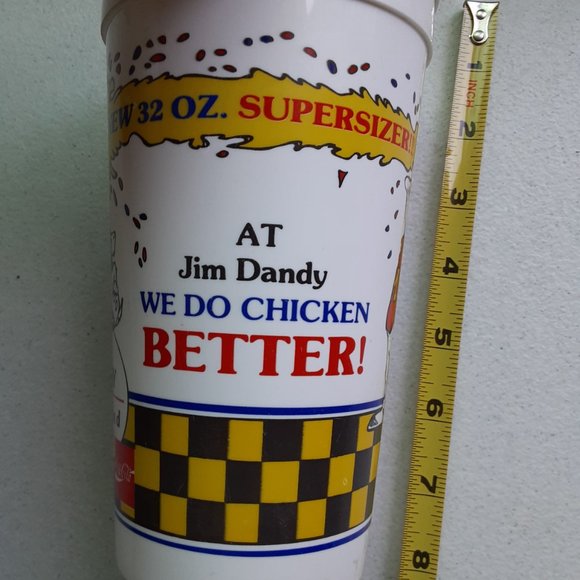 EW 32 OZ. SUPERSIZER!
AT
Jim Dandy
WE DO CHICKEN
BETTER!
1
INCH
2
3
4
5
6
7
8